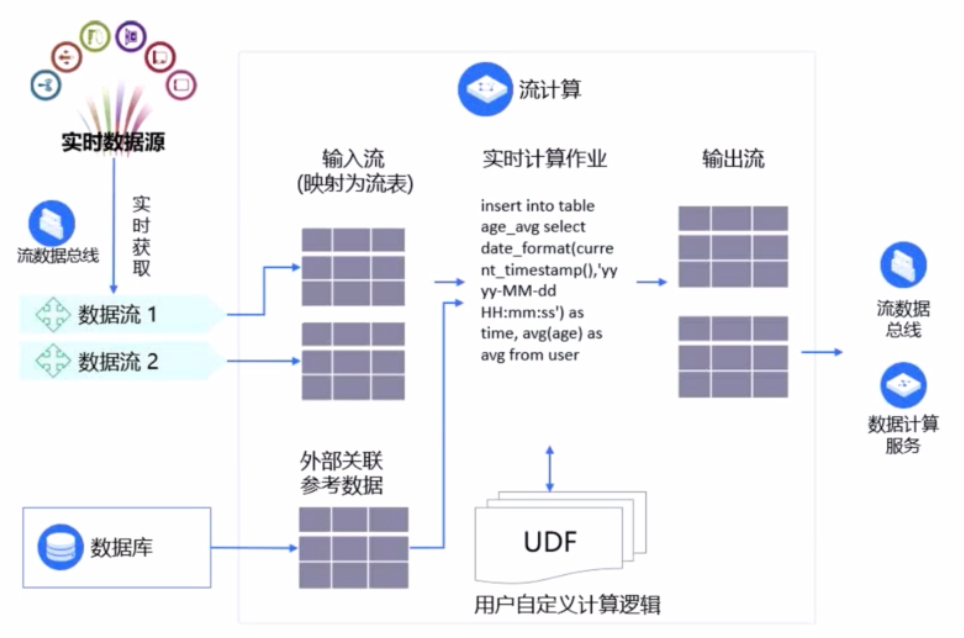 流计算
实时数据源
实
时
获
取
流数据总线
数据流 1
数据流 2
输入流
(映射为流表)
实时计算作业
insert into table
age_avg select
date_format(curre
nt_timestamp(),'yy
yy-MM-dd
HH:mm:ss') as
time, avg(age) as
avg from user
输出流
流数据
总线
数据计算
服务
外部关联
参考数据
数据库
UDF
用户自定义计算逻辑